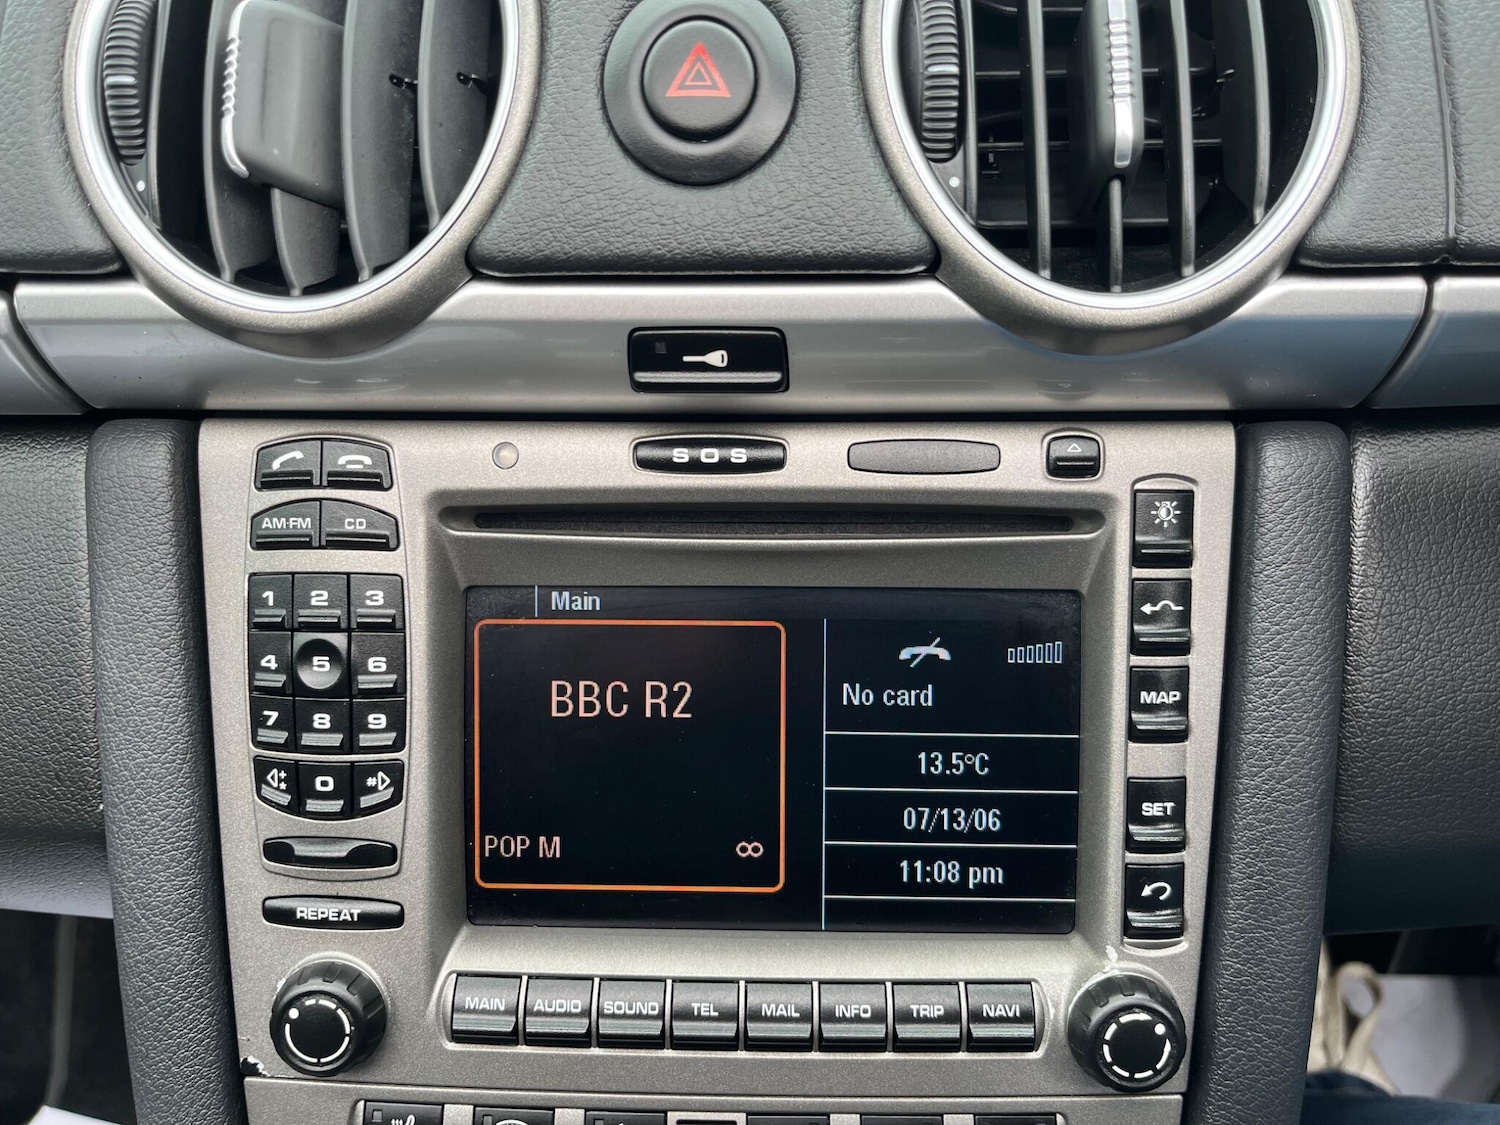 SOS
AM·FM CD
1 2 3
4 5 6
7 8 9
+
* 0 #
REPEAT
Main
BBC R2
POP M
No card
13.5°C
07/13/06
11:08 pm
MAP
SET
MAIN AUDIO SOUND TEL MAIL INFO TRIP NAVI